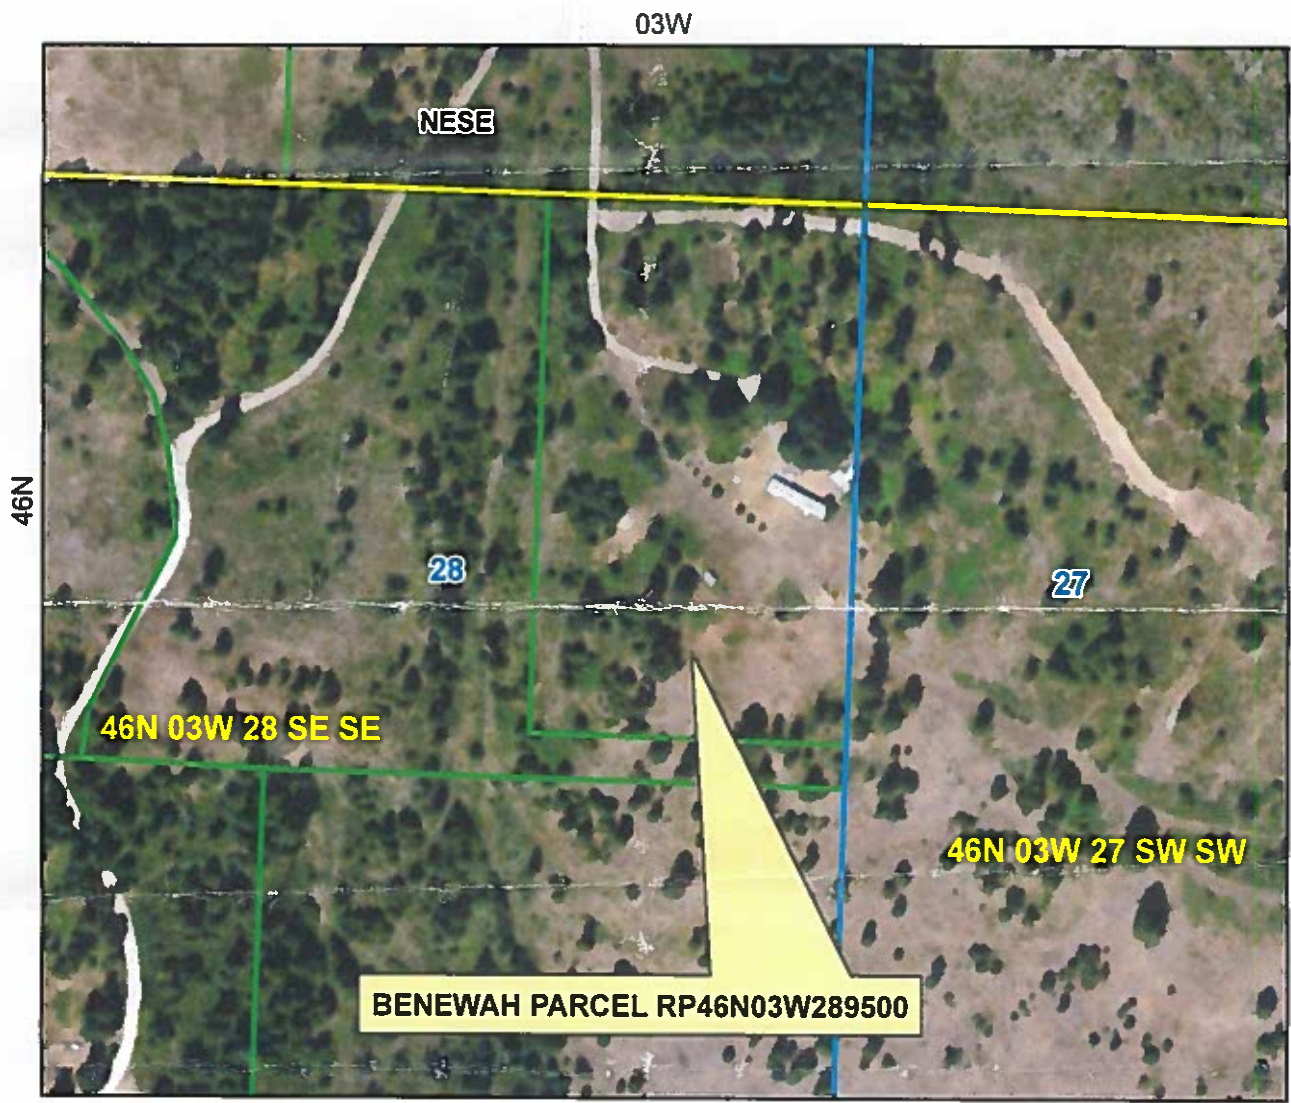 03W
NESE
46N
28
27
46N 03W 28 SE SE
46N 03W 27 SW SW
BENEWAH PARCEL RP46N03W289500